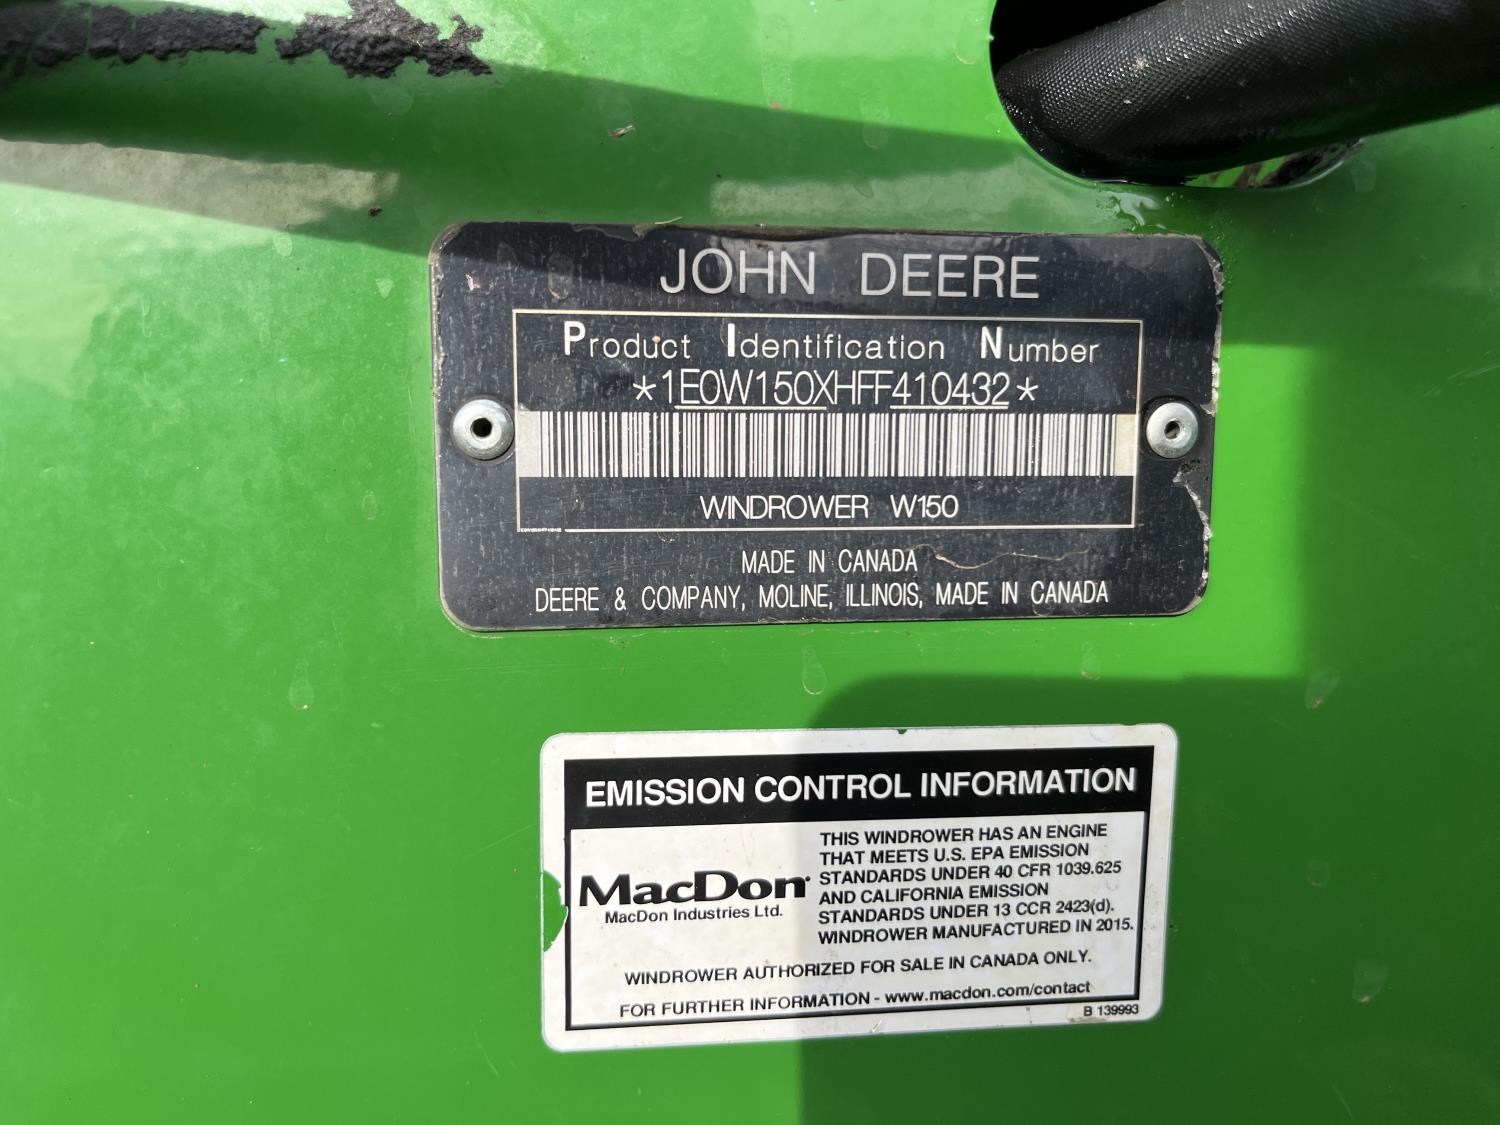 JOHN DEERE
Product Identification Number
*1E0W150XHFF410432*
WINDROWER W150
MADE IN CANADA
DEERE & COMPANY, MOLINE, ILLINOIS, MADE IN CANADA
EMISSION CONTROL INFORMATION
MacDon
MacDon Industries Ltd.
THIS WINDROWER HAS AN ENGINE
THAT MEETS U.S. EPA EMISSION
STANDARDS UNDER 40 CFR 1039.625
AND CALIFORNIA EMISSION
STANDARDS UNDER 13 CCR 2423(d).
WINDROWER MANUFACTURED IN 2015.
WINDROWER AUTHORIZED FOR SALE IN CANADA ONLY.
FOR FURTHER INFORMATION - www.macdon.com/contact
B 139993